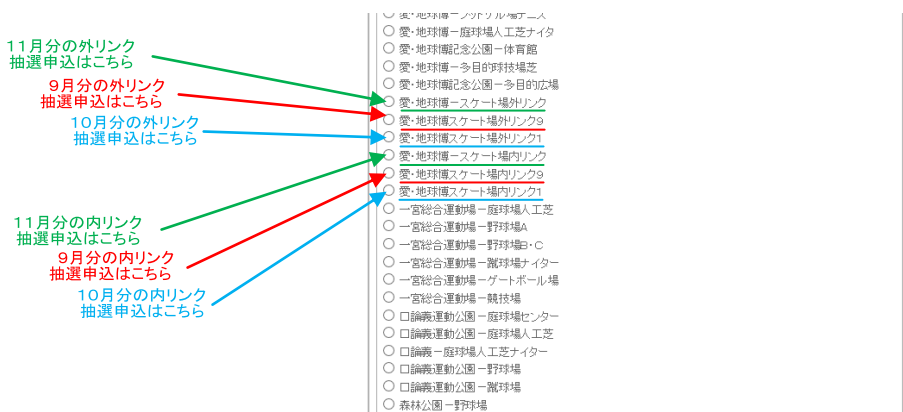 11月分の外リンク
抽選申込はこちら
9月分の外リンク
抽選申込はこちら
10月分の外リンク
抽選申込はこちら
11月分の内リンク
抽選申込はこちら
9月分の内リンク
抽選申込はこちら
10月分の内リンク
抽選申込はこちら
愛・地球博－フットサル場テニス
愛・地球博－庭球場人工芝ナイタ
愛・地球博記念公園－体育館
愛・地球博－多目的球技場芝
愛・地球博記念公園－多目的広場
愛・地球博－スケート場外リンク
愛・地球博スケート場外リンク9
愛・地球博スケート場外リンク1
愛・地球博－スケート場内リンク
愛・地球博スケート場内リンク9
愛・地球博スケート場内リンク1
一宮総合運動場－庭球場人工芝
一宮総合運動場－野球場A
一宮総合運動場－野球場B・C
一宮総合運動場－蹴球場ナイター
一宮総合運動場－ゲートボール場
一宮総合運動場－競技場
口論義運動公園－庭球場センター
口論義運動公園－庭球場人工芝
口論義－庭球場人工芝ナイター
口論義運動公園－野球場
口論義運動公園－蹴球場
森林公園－野球場